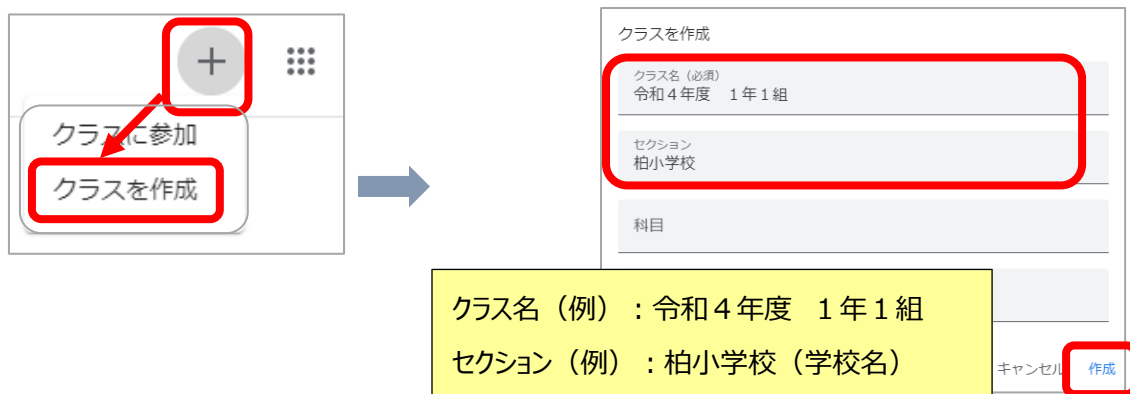 クラスに参加
クラスを作成
クラスを作成
クラス名（必須）
令和４年度　１年１組
セクション
柏小学校
科目
クラス名（例）：令和４年度　１年１組
セクション（例）：柏小学校（学校名）
キャンセル
作成